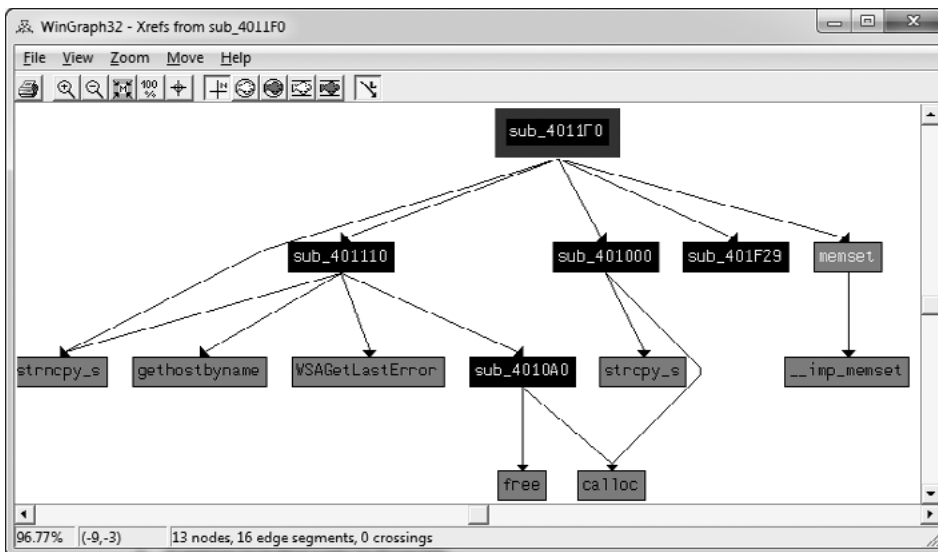 WinGraph32 - Xrefs from sub_4011F0
File View Zoom Move Help
100 %
sub_4011F0
sub_401110 sub_401000 sub_401F29 memset
strncpy_s gethostbyname WSAGetLastError sub_4010A0 strcpy_s __imp_memset
free calloc
96.77% (-9,-3) 13 nodes, 16 edge segments, 0 crossings